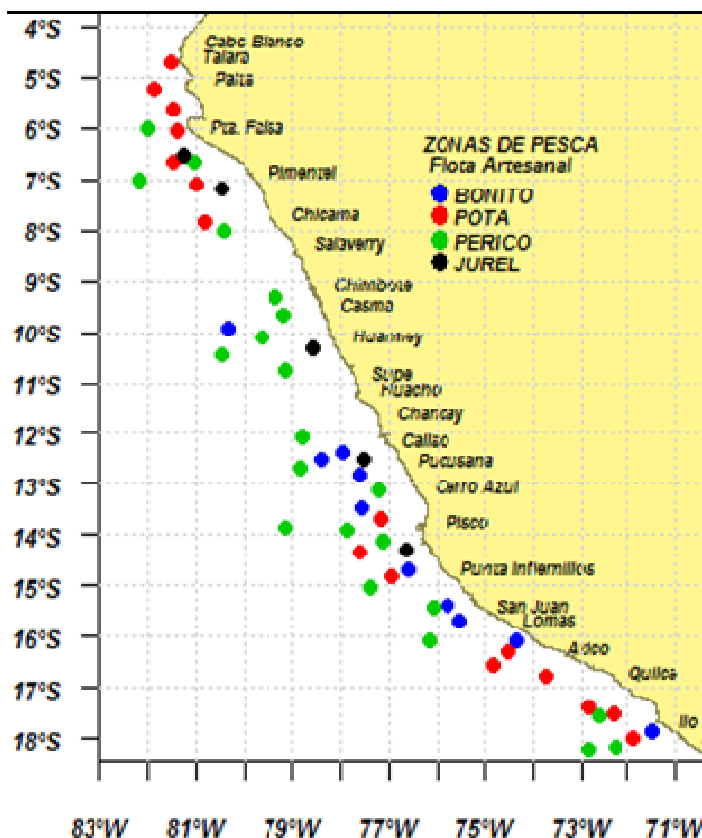 4°S
Cabo Blanco
Talara
5°S
Paita
6°S
Pta. Falsa
ZONAS DE PESCA
Flota Artesanal
7°S
Pimentel
BONITO
POTA
8°S
Chicama
PERICO
Salaverry
JUREL
9°S
Chimbote
Casma
10°S
Huarmey
11°S
Supe
Huacho
Chancay
12°S
Callao
Pucusana
13°S
Cerro Azul
14°S
Pisco
15°S
Punta Infiernillos
San Juan
Lomas
16°S
Atico
17°S
Quilca
18°S
Ilo
83°W 81°W 79°W 77°W 75°W 73°W 71°W